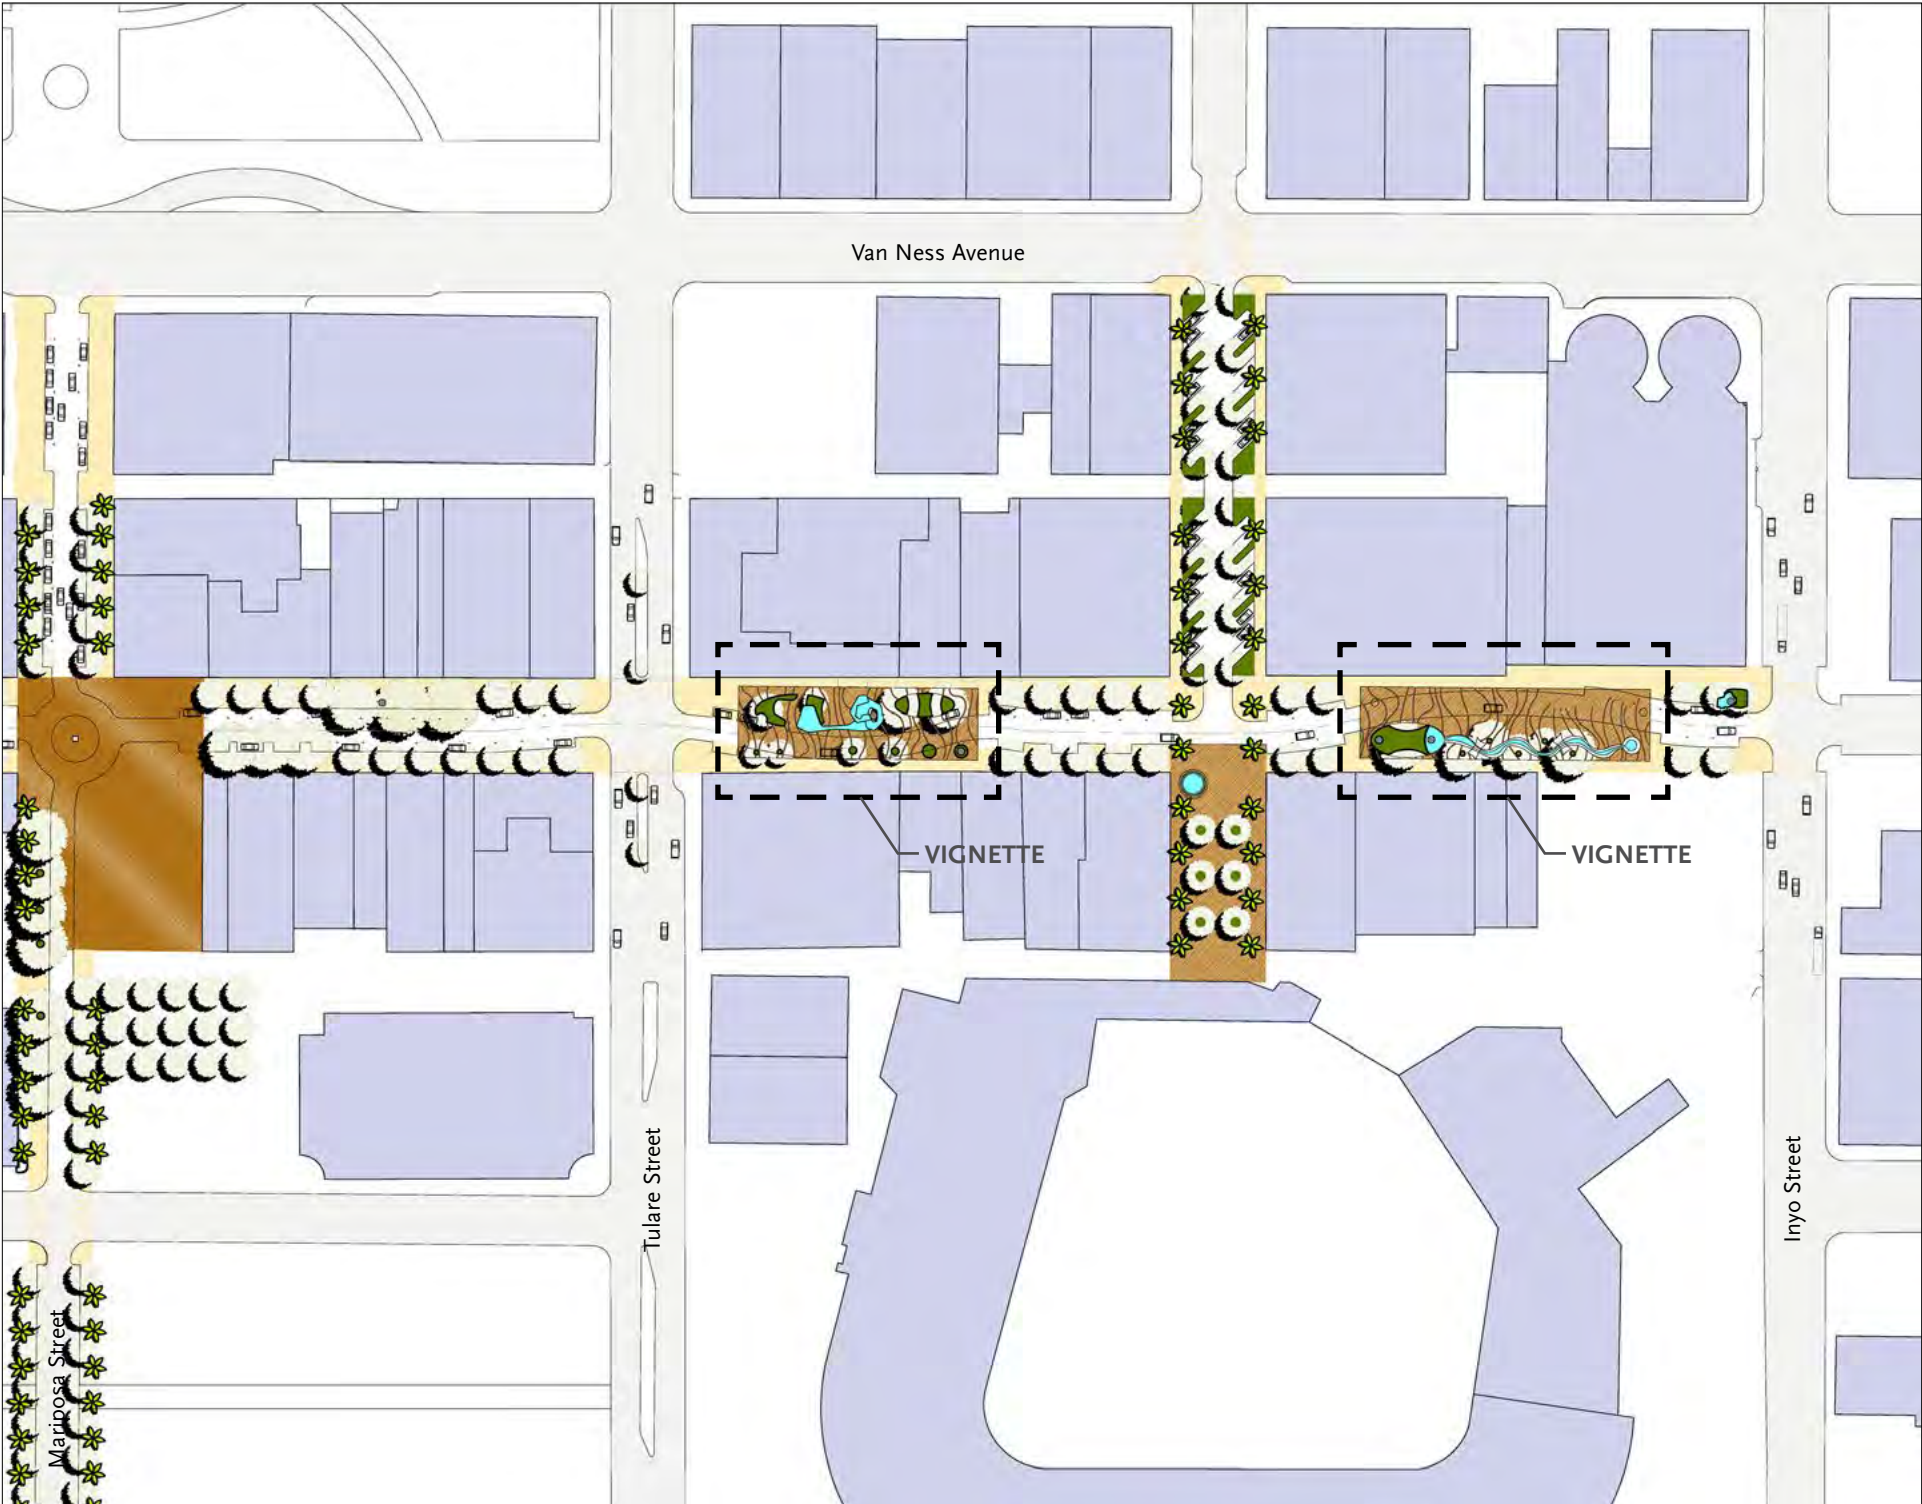 Van Ness Avenue
VIGNETTE
VIGNETTE
Tulare Street
Inyo Street
Mariposa Street